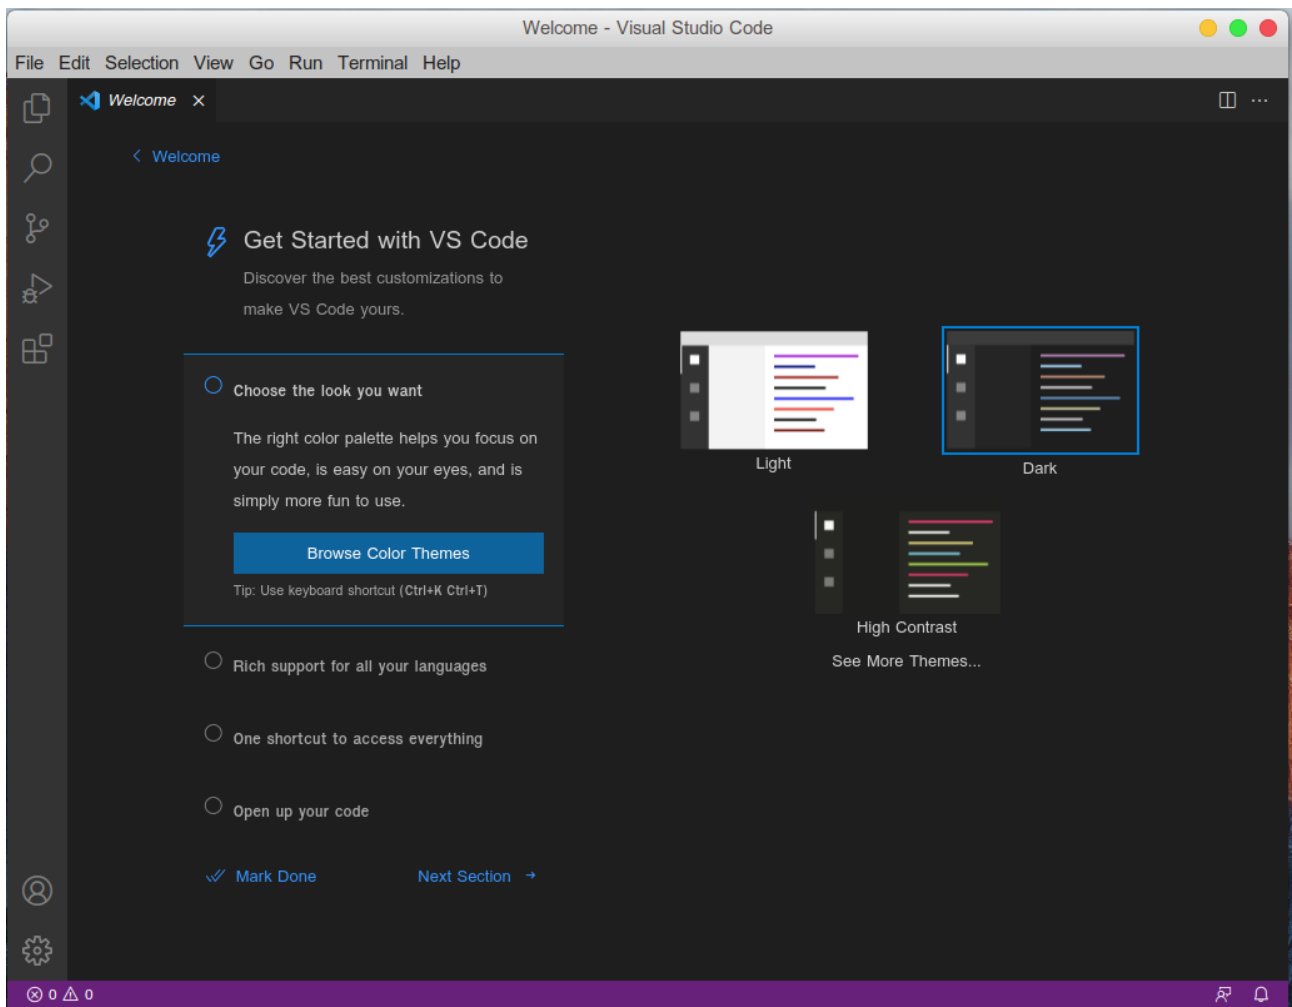 Welcome - Visual Studio Code
File Edit Selection View Go Run Terminal Help
Welcome
Welcome
Get Started with VS Code
Discover the best customizations to
make VS Code yours.
Choose the look you want
The right color palette helps you focus on
your code, is easy on your eyes, and is
simply more fun to use.
Browse Color Themes
Tip: Use keyboard shortcut (Ctrl+K Ctrl+T)
Rich support for all your languages
One shortcut to access everything
Open up your code
Mark Done
Next Section
Light
Dark
High Contrast
See More Themes...
0 0